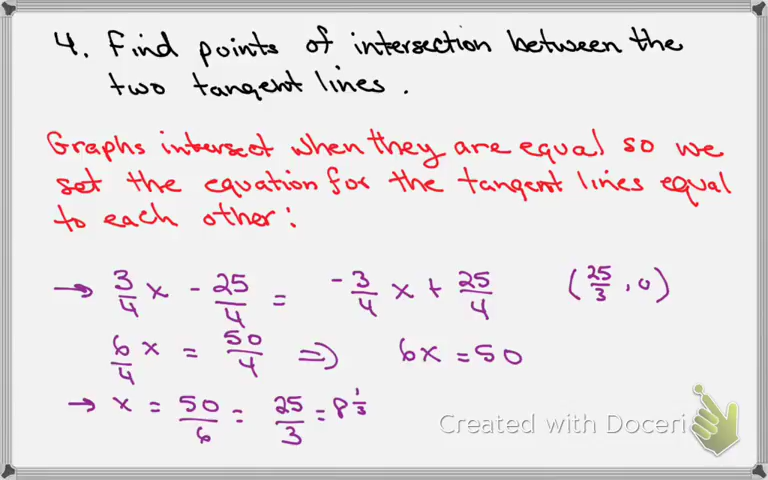 4. Find points of intersection between the
two tangent lines.
Graphs intersect when they are equal so we
set the equation for the tangent lines equal
to each other:
→ 3/4 x - 25/4 = -3/4 x + 25/4 (25/3, 0)
6/4 x = 50/4 => 6x = 50
→ x = 50/6 = 25/3 = 8 1/3
Created with Doceri